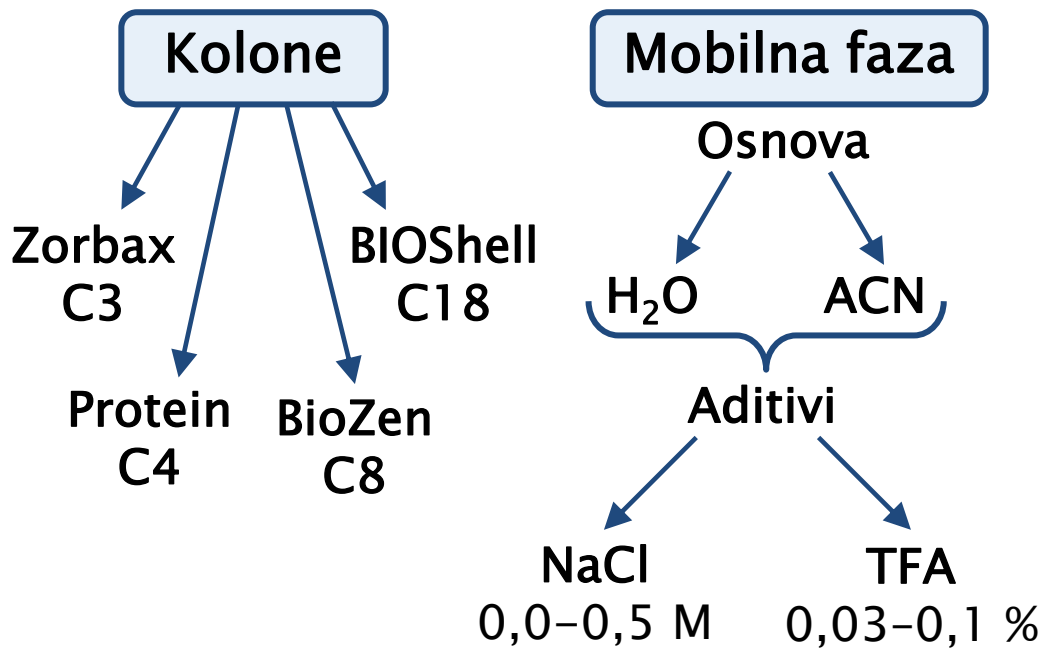 Kolone
Zorbax
C3
BIOShell
C18
Protein
C4
BioZen
C8
Mobilna faza
Osnova
H₂O
ACN
Aditivi
NaCl
0,0–0,5 M
TFA
0,03–0,1 %